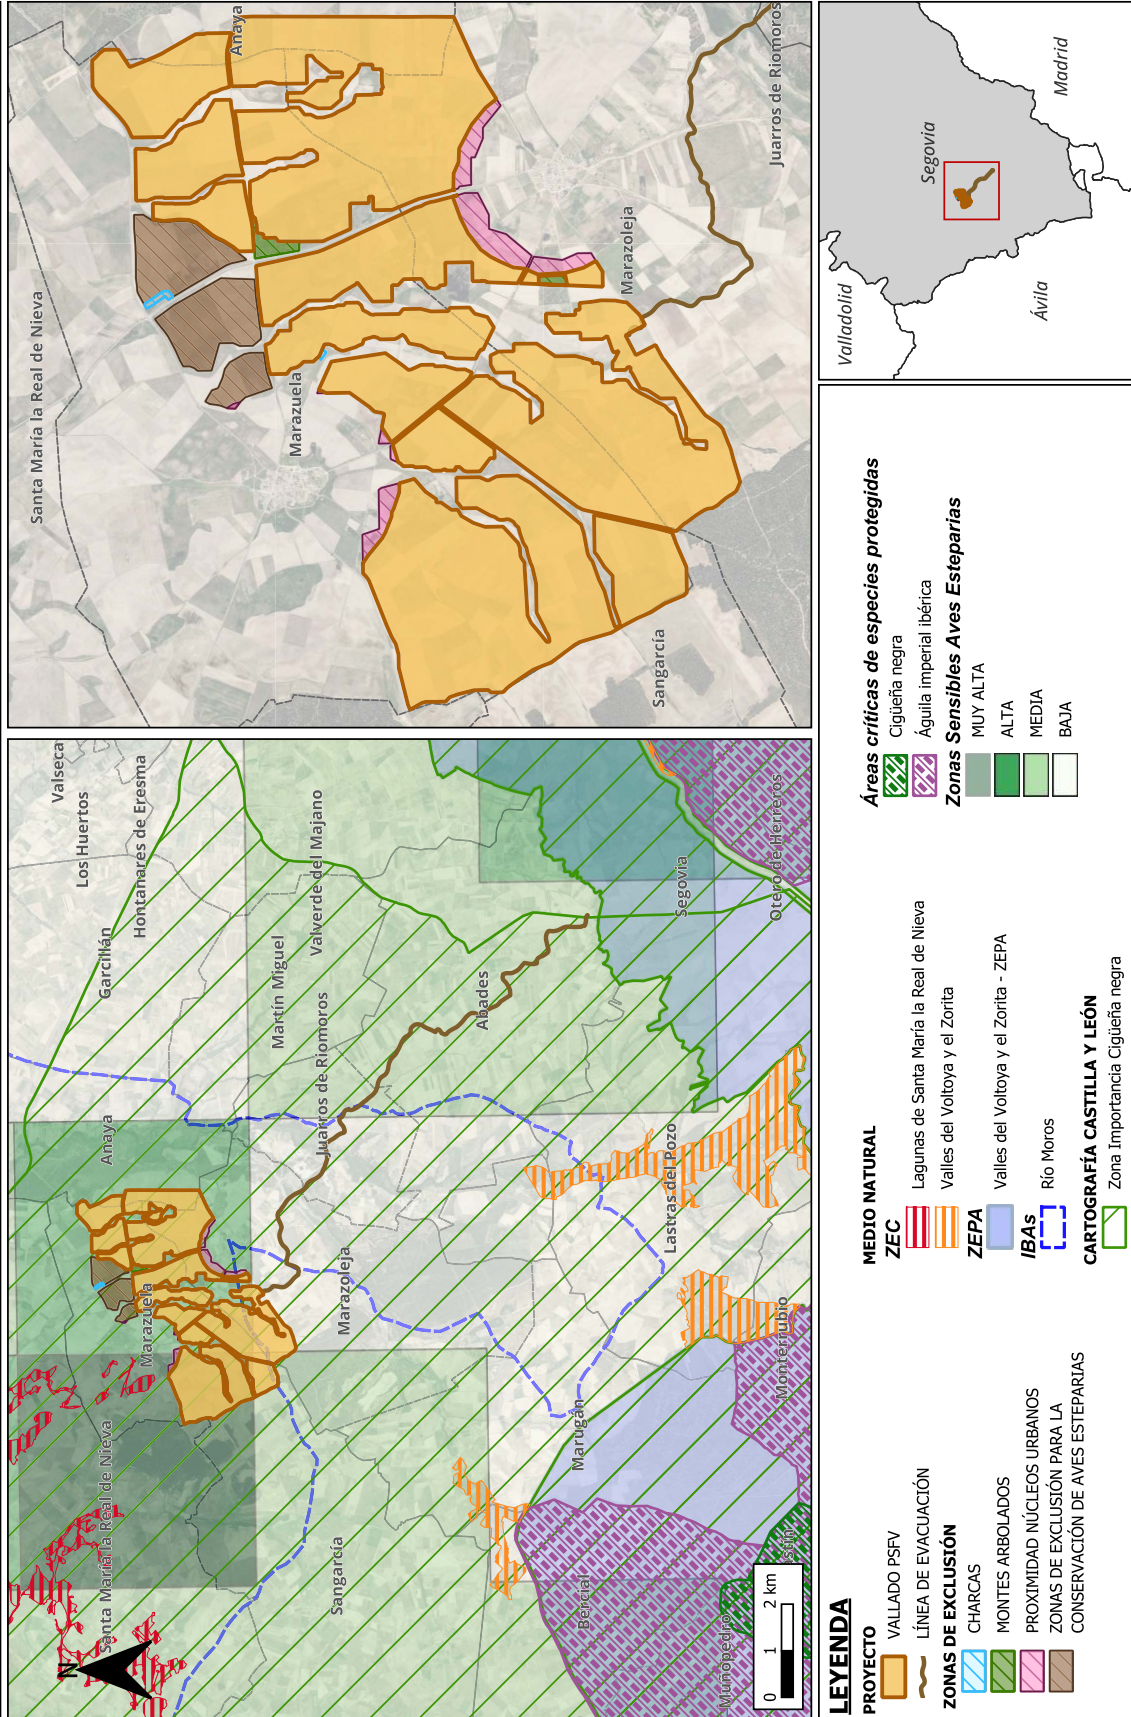 Santa María la Real de Nieva
Anaya
Marazuela
Marazoleja
Juarros de Riomoros
Sangarcía
Valseca
Los Huertos
Hontanares de Eresma
Garcillán
Valverde del Majano
Martín Miguel
Juarros de Riomoros
Anaya
Abades
Segovia
Otero de Herreros
Lastras del Pozo
Marazoleja
Marazuela
Santa María la Real de Nieva
Sangarcía
Marugán
Monterrubio
Bercial
Muñopedro
N
0 1 2 km
Valladolid
Segovia
Madrid
Ávila
LEYENDA
PROYECTO
VALLADO PSFV
LÍNEA DE EVACUACIÓN
ZONAS DE EXCLUSIÓN
CHARCAS
MONTES ARBOLADOS
PROXIMIDAD NÚCLEOS URBANOS
ZONAS DE EXCLUSIÓN PARA LA
CONSERVACIÓN DE AVES ESTEPARIAS
MEDIO NATURAL
ZEC
Lagunas de Santa María la Real de Nieva
Valles del Voltoya y el Zorita
ZEPA
Valles del Voltoya y el Zorita - ZEPA
IBAs
Río Moros
CARTOGRAFÍA CASTILLA Y LEÓN
Zona Importancia Cigüeña negra
Áreas críticas de especies protegidas
Cigüeña negra
Águila imperial ibérica
Zonas Sensibles Aves Esteparias
MUY ALTA
ALTA
MEDIA
BAJA